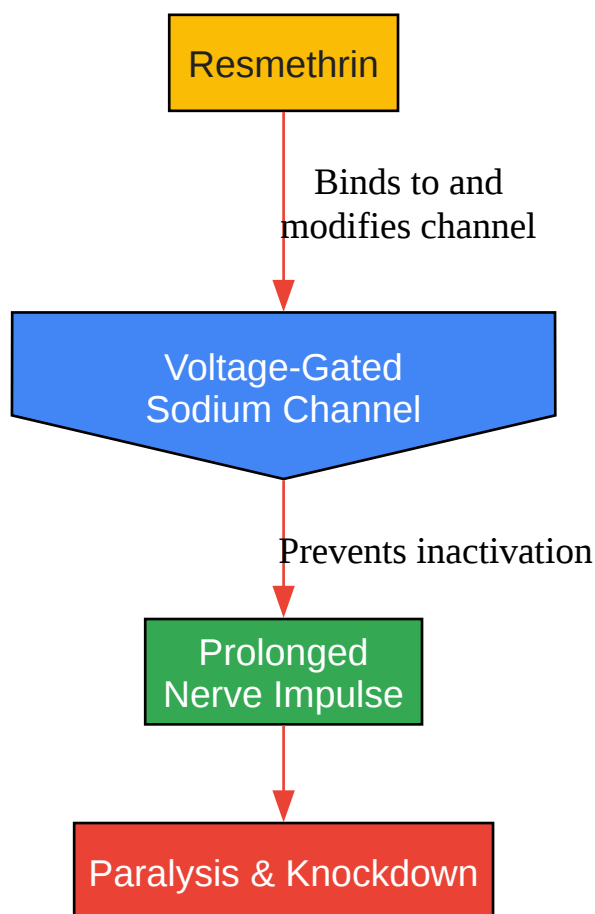 Resmethrin
Binds to and
modifies channel
Voltage-Gated
Sodium Channel
Prevents inactivation
Prolonged
Nerve Impulse
Paralysis & Knockdown